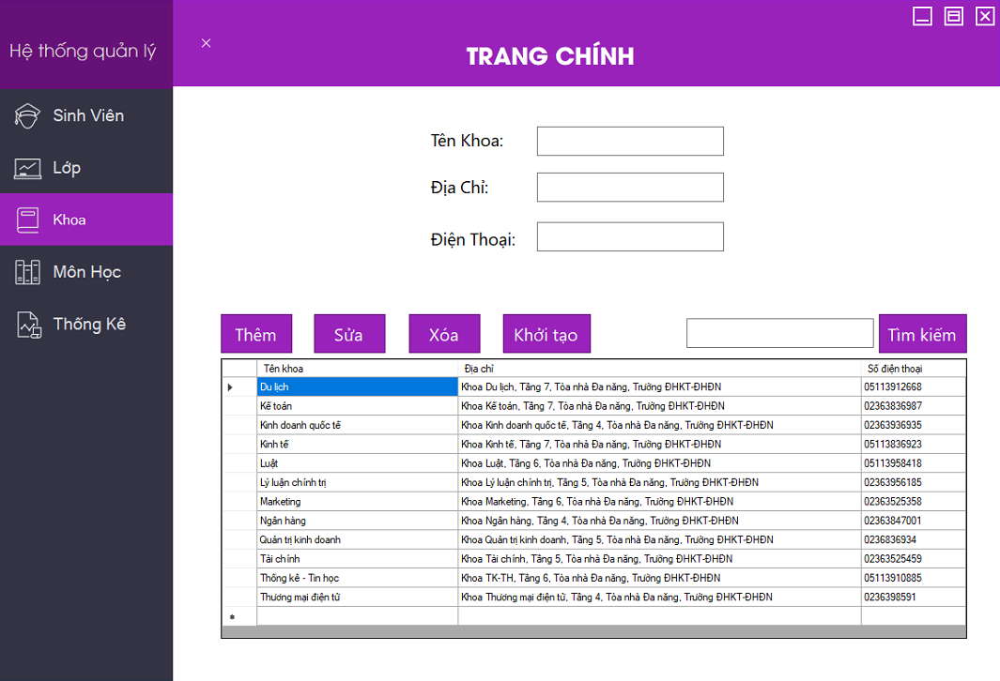 Hệ thống quản lý
TRANG CHÍNH
Sinh Viên
Lớp
Khoa
Môn Học
Thống Kê
Tên Khoa:
Địa Chỉ:
Điện Thoại:
Thêm Sửa Xóa Khởi tạo Tìm kiếm
Tên khoa Địa chỉ Số điện thoại
Du lịch Khoa Du lịch, Tầng 7, Tòa nhà Đa năng, Trường ĐHKT-ĐHĐN 05113912668
Kế toán Khoa Kế toán, Tầng 7, Tòa nhà Đa năng, Trường ĐHKT-ĐHĐN 02363836987
Kinh doanh quốc tế Khoa Kinh doanh quốc tế, Tầng 4, Tòa nhà Đa năng, Trường ĐHKT-ĐHĐN 02363936935
Kinh tế Khoa Kinh tế, Tầng 7, Tòa nhà Đa năng, Trường ĐHKT-ĐHĐN 05113836923
Luật Khoa Luật, Tầng 6, Tòa nhà Đa năng, Trường ĐHKT-ĐHĐN 05113958418
Lý luận chính trị Khoa Lý luận chính trị, Tầng 5, Tòa nhà Đa năng, Trường ĐHKT-ĐHĐN 02363956185
Marketing Khoa Marketing, Tầng 6, Tòa nhà Đa năng, Trường ĐHKT-ĐHĐN 02363525358
Ngân hàng Khoa Ngân hàng, Tầng 4, Tòa nhà Đa năng, Trường ĐHKT-ĐHĐN 02363847001
Quản trị kinh doanh Khoa Quản trị kinh doanh, Tầng 5, Tòa nhà Đa năng, Trường ĐHKT-ĐHĐN 0236836934
Tài chính Khoa Tài chính, Tầng 5, Tòa nhà Đa năng, Trường ĐHKT-ĐHĐN 02363525459
Thống kê - Tin học Khoa TK-TH, Tầng 6, Tòa nhà Đa năng, Trường ĐHKT-ĐHĐN 05113910885
Thương mại điện tử Khoa Thương mại điện tử, Tầng 4, Tòa nhà Đa năng, Trường ĐHKT-ĐHĐN 0236398591